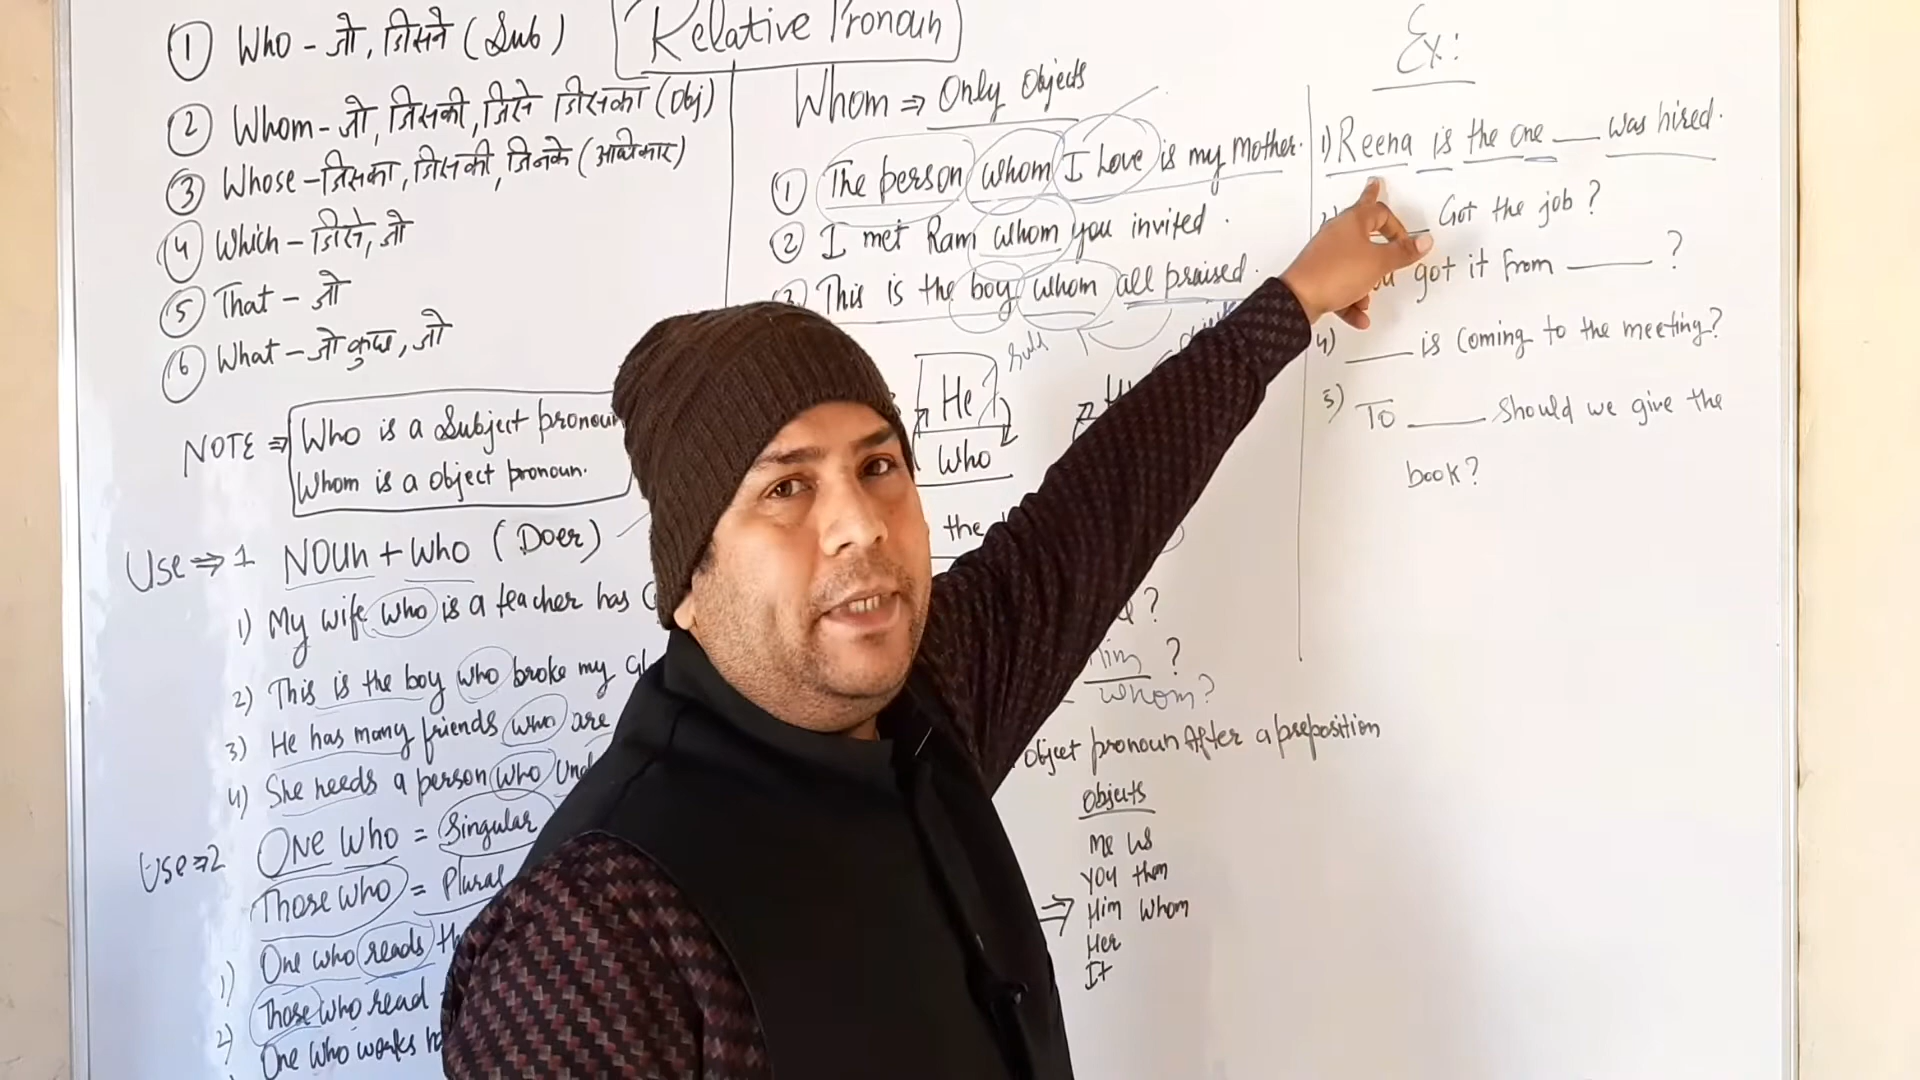 Relative Pronoun
① Who - जो, जिसने (Sub)
② Whom - जो, जिसकी, जिसे जिसका (Obj)
③ Whose - जिसका, जिसकी, जिनके (अधिकार)
④ Which - जिसे, जो
⑤ That - जो
⑥ What - जो कुछ, जो
NOTE ⇒ Who is a Subject pronoun
Whom is a object pronoun.
Use ⇒ 1 NOUN + Who (Doer)
1) My wife who is a teacher has
2) This is the boy who broke my
3) He has many friends who are
4) She needs a person who
Use ⇒ 2 ONE Who = Singular
Those who = Plural
1) One who reads
2) Those who read
One who works
Whom ⇒ Only Objects
① The person whom I Love is my Mother.
② I met Ram whom you invited.
③ This is the boy whom all praised.
He
Who
the
him ?
whom?
Object pronoun After a preposition
Objects
Me Us
You them
⇒ Him Whom
Her
It
Ex:
1) Reena is the one ___ was hired.
___ Got the job ?
got it from ___ ?
4) ___ is coming to the meeting?
5) To ___ should we give the
book?